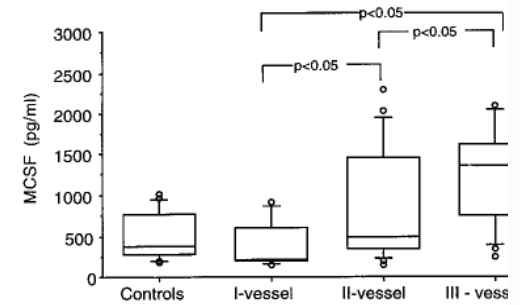 p<0.05
p<0.05
p<0.05
3000
2500
2000
1500
1000
500
0
MCSF (pg/ml)
Controls I-vessel II-vessel III - vess